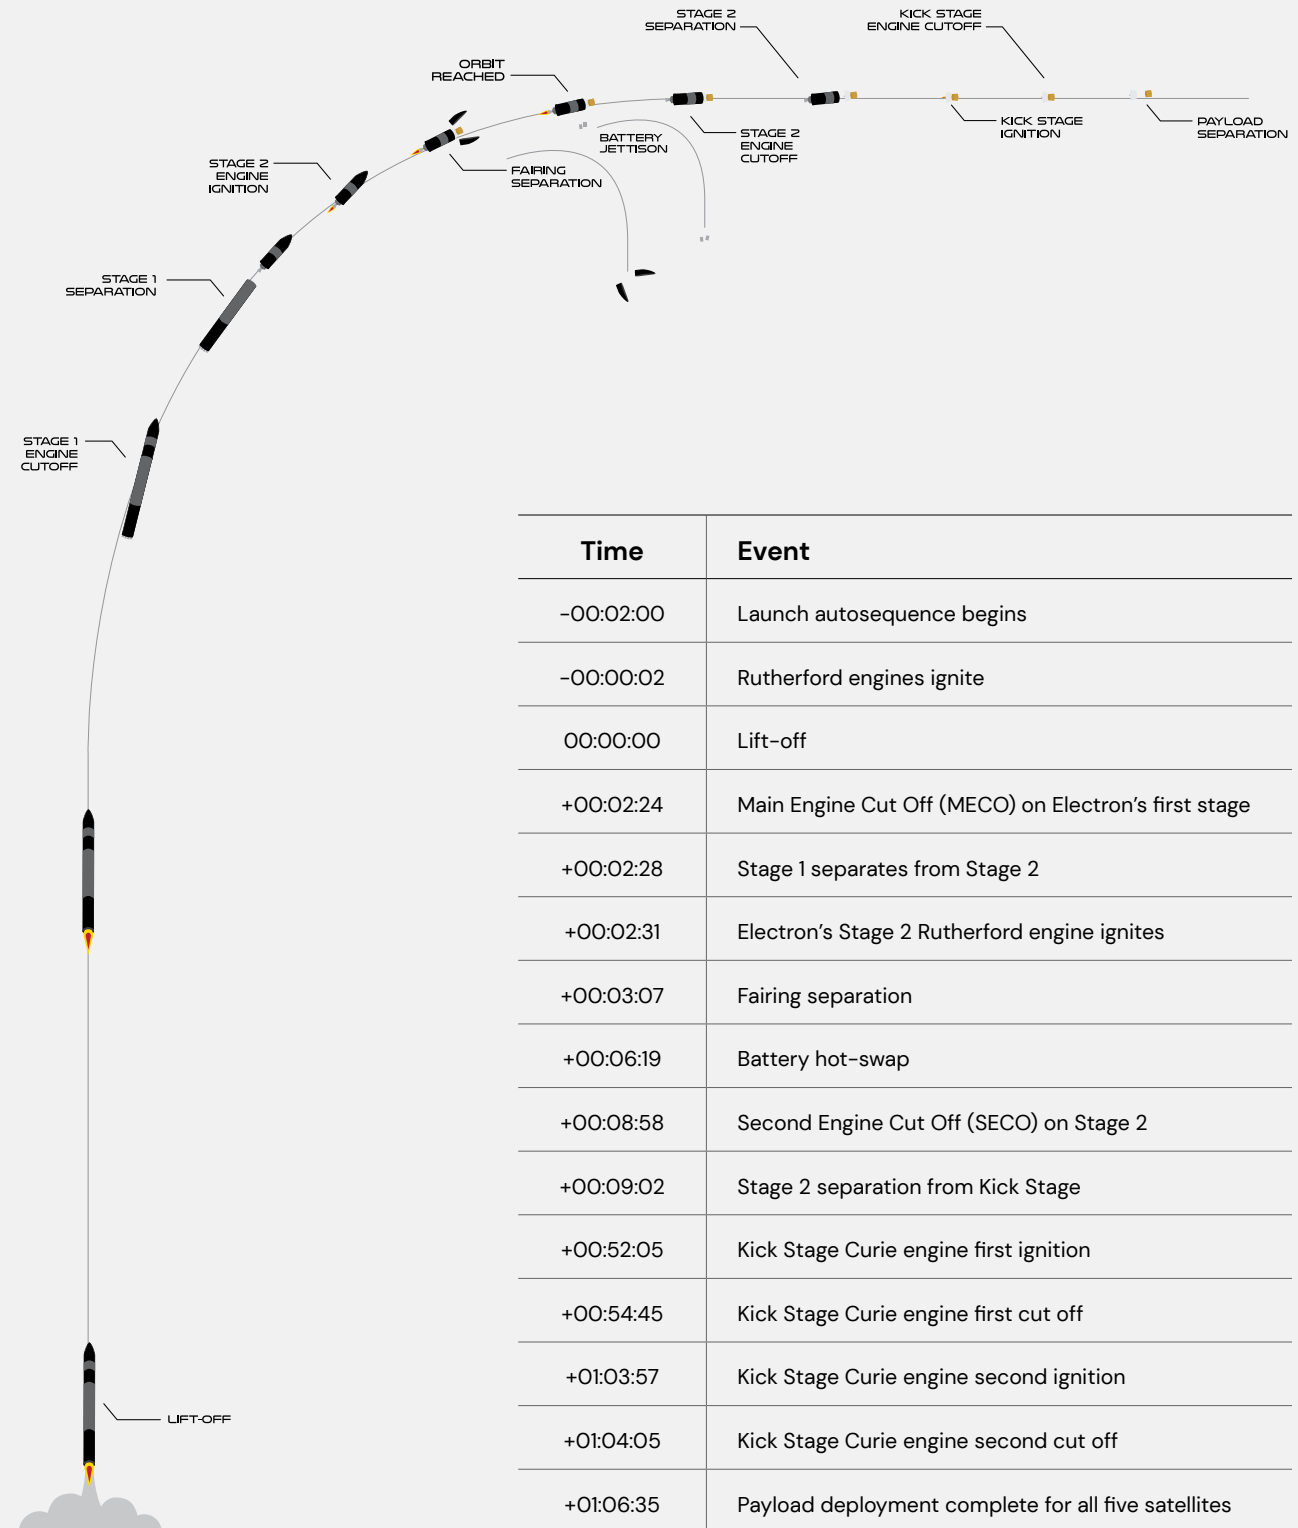 STAGE 2
SEPARATION
KICK STAGE
ENGINE CUTOFF
ORBIT
REACHED
BATTERY
JETTISON
STAGE 2
ENGINE
CUTOFF
KICK STAGE
IGNITION
PAYLOAD
SEPARATION
STAGE 2
ENGINE
IGNITION
FAIRING
SEPARATION
STAGE 1
SEPARATION
STAGE 1
ENGINE
CUTOFF
LIFT-OFF
Time Event
-00:02:00 Launch autosequence begins
-00:00:02 Rutherford engines ignite
00:00:00 Lift-off
+00:02:24 Main Engine Cut Off (MECO) on Electron’s first stage
+00:02:28 Stage 1 separates from Stage 2
+00:02:31 Electron’s Stage 2 Rutherford engine ignites
+00:03:07 Fairing separation
+00:06:19 Battery hot-swap
+00:08:58 Second Engine Cut Off (SECO) on Stage 2
+00:09:02 Stage 2 separation from Kick Stage
+00:52:05 Kick Stage Curie engine first ignition
+00:54:45 Kick Stage Curie engine first cut off
+01:03:57 Kick Stage Curie engine second ignition
+01:04:05 Kick Stage Curie engine second cut off
+01:06:35 Payload deployment complete for all five satellites